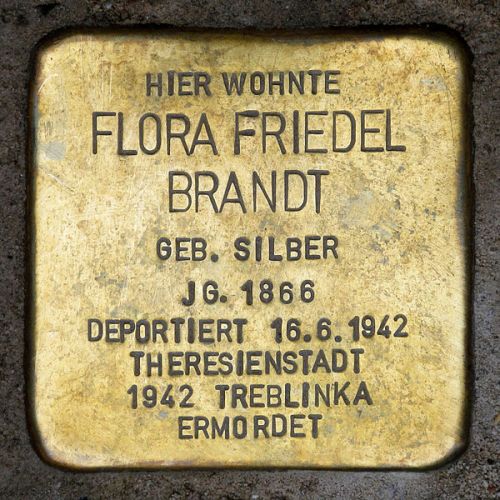 HIER WOHNTE
FLORA FRIEDEL
BRANDT
GEB. SILBER
JG. 1866
DEPORTIERT 16.6.1942
THERESIENSTADT
1942 TREBLINKA
ERMORDET